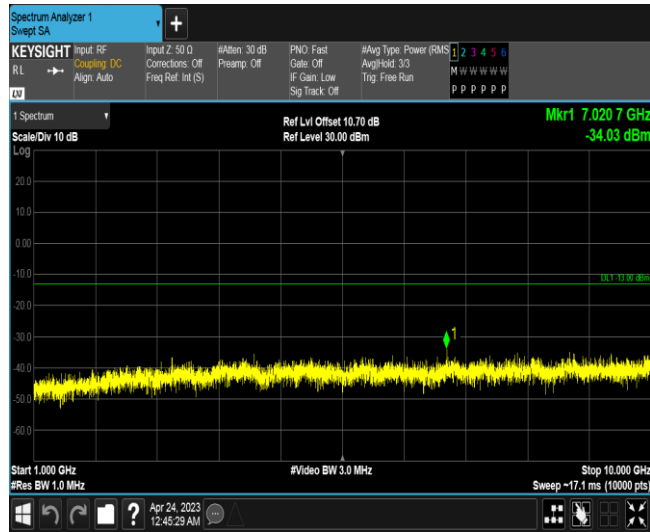 Spectrum Analyzer 1
Swept SA
KEYSIGHT Input: RF Input Z: 50 Ω #Atten: 30 dB PNO: Fast #Avg Type: Power (RMS 1 2 3 4 5 6
R L Coupling: DC Corrections: Off Preamp: Off Gate: Off Avg|Hold: 3/3 M W W W W W
Align: Auto Freq Ref: Int (S) IF Gain: Low Trig: Free Run
LXI Sig Track: Off P P P P P P
1 Spectrum Ref Lvl Offset 10.70 dB Mkr1 7.020 7 GHz
Scale/Div 10 dB Ref Level 30.00 dBm -34.03 dBm
Log
20.0
10.0
0.00
-10.0
DL1 -13.00 dBm
-20.0
-30.0
1
-40.0
-50.0
-60.0
Start 1.000 GHz #Video BW 3.0 MHz Stop 10.000 GHz
#Res BW 1.0 MHz Sweep ~17.1 ms (10000 pts)
? Apr 24, 2023
12:45:29 AM